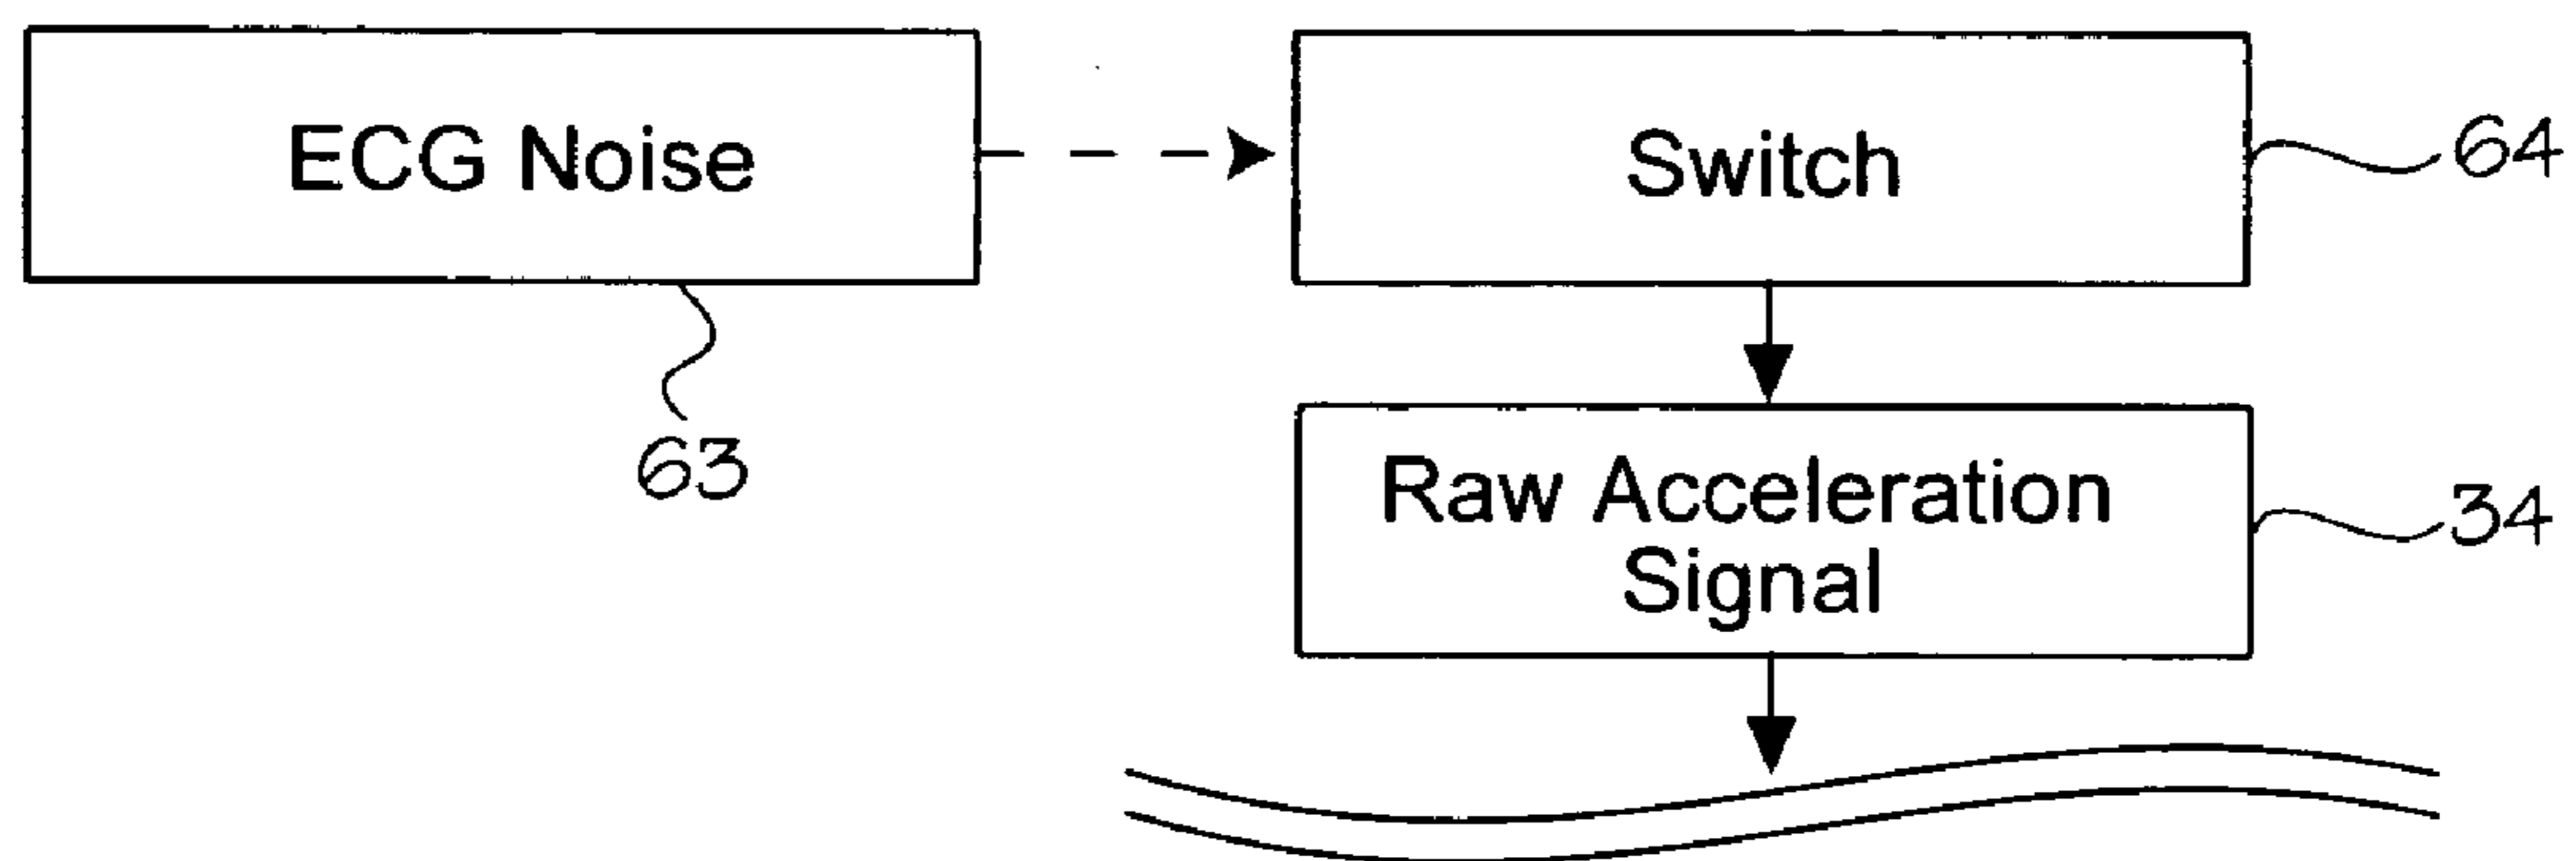 ECG Noise
Switch
64
63
Raw Acceleration
Signal
34